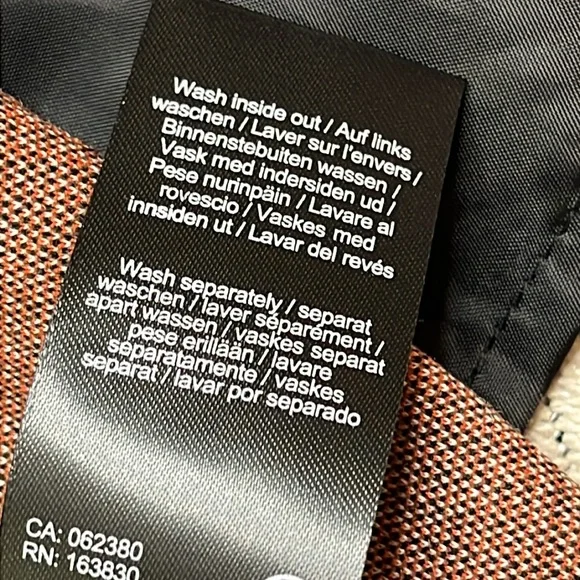 Wash inside out / Auf links
waschen / Laver sur l'envers /
Binnenstebuiten wassen /
Vask med indersiden ud /
Pese nurinpäin / Lavare al
rovescio / Vaskes med
innsiden ut / Lavar del revés
Wash separately / separat
waschen / laver séparément /
apart wassen / vaskes separat
pese erillään / lavare
separatamente / vaskes
separat / lavar por separado
CA: 062380
RN: 163830